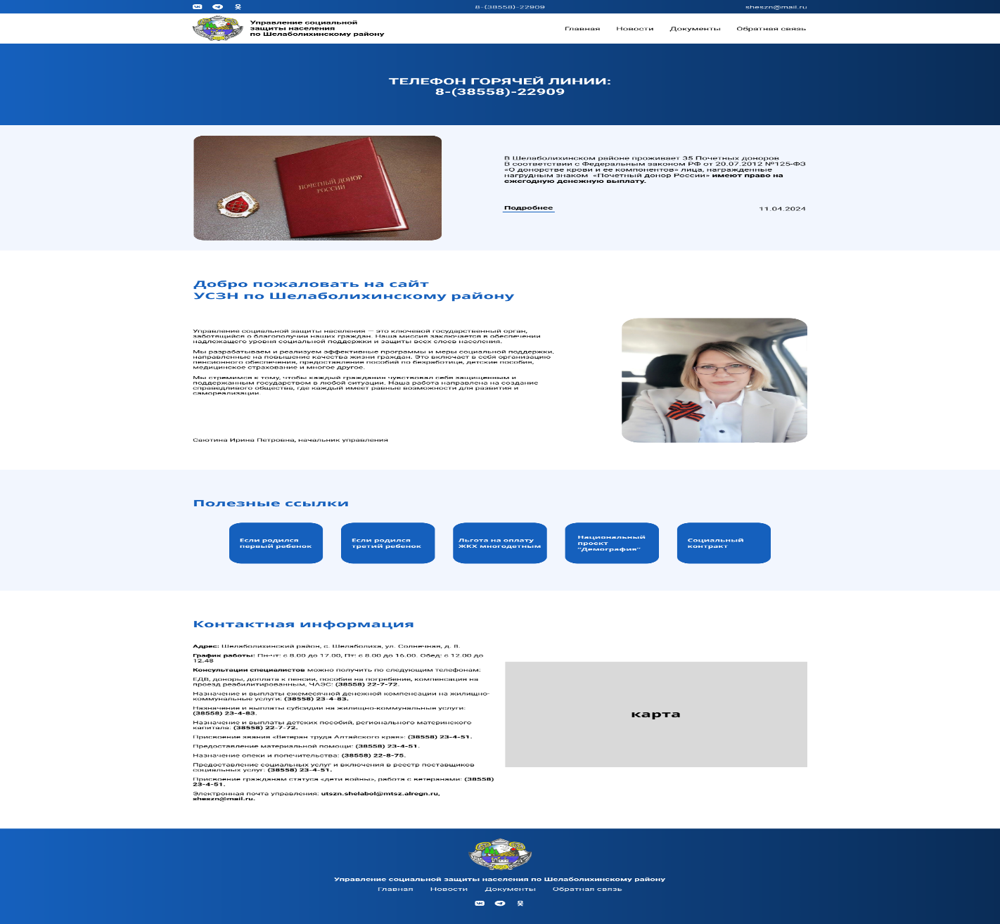 8-(38558)-22909
sheszn@mail.ru
Управление социальной
защиты населения
по Шелаболихинскому району
Главная Новости Документы Обратная связь
ТЕЛЕФОН ГОРЯЧЕЙ ЛИНИИ:
8-(38558)-22909
ПОЧЕТНЫЙ ДОНОР
РОССИИ
В Шелаболихинском районе проживает 35 Почетных доноров
В соответствии с Федеральным законом РФ от 20.07.2012 №125-ФЗ
«О донорстве крови и ее компонентов» лица, награжденные
нагрудным знаком «Почетный донор России» имеют право на
ежегодную денежную выплату.
Подробнее
11.04.2024
Добро пожаловать на сайт
УСЗН по Шелаболихинскому району
Управление социальной защиты населения — это ключевой государственный орган,
заботящийся о благополучии наших граждан. Наша миссия заключается в обеспечении
надлежащего уровня социальной поддержки и защиты всех слоев населения.
Мы разрабатываем и реализуем эффективные программы и меры социальной поддержки,
направленные на повышение качества жизни граждан. Это включает в себя организацию
пенсионного обеспечения, предоставление пособий по безработице, детские пособия,
медицинское страхование и многое другое.
Мы стремимся к тому, чтобы каждый гражданин чувствовал себя защищенным и
поддержанным государством в любой ситуации. Наша работа направлена на создание
справедливого общества, где каждый имеет равные возможности для развития и
самореализации.
Саютина Ирина Петровна, начальник управления
Полезные ссылки
Если родился
первый ребенок
Если родился
третий ребенок
Льгота на оплату
ЖКХ многодетным
Национальный
проект
"Демография"
Социальный
контракт
Контактная информация
Адрес: Шелаболихинский район, с. Шелаболиха, ул. Солнечная, д. 8.
График работы: Пн-чт: с 8.00 до 17.00, Пт: с 8.00 до 16.00. Обед: с 12.00 до
12.48
Консультации специалистов можно получить по следующим телефонам:
ЕДВ, доноры, доплата к пенсии, пособие на погребение, компенсация на
проезд реабилитированным, ЧАЭС: (38558) 22-7-72.
Назначение и выплаты ежемесячной денежной компенсации на жилищно-
коммунальные услуги: (38558) 23-4-83.
Назначение и выплаты субсидии на жилищно-коммунальные услуги:
(38558) 23-4-83.
Назначение и выплаты детских пособий, регионального материнского
капитала: (38558) 22-7-72.
Присвоение звания «Ветеран труда Алтайского края»: (38558) 23-4-51.
Предоставление материальной помощи: (38558) 23-4-51.
Назначение опеки и попечительства: (38558) 22-8-75.
Предоставление социальных услуг и включения в реестр поставщиков
социальных услуг: (38558) 23-4-51.
Присвоение гражданам статуса «дети войны», работа с ветеранами: (38558)
23-4-51.
Электронная почта управления: utszn.shelabol@mtsz.alregn.ru,
sheszn@mail.ru.
карта
Управление социальной защиты населения по Шелаболихинскому району
Главная Новости Документы Обратная связь